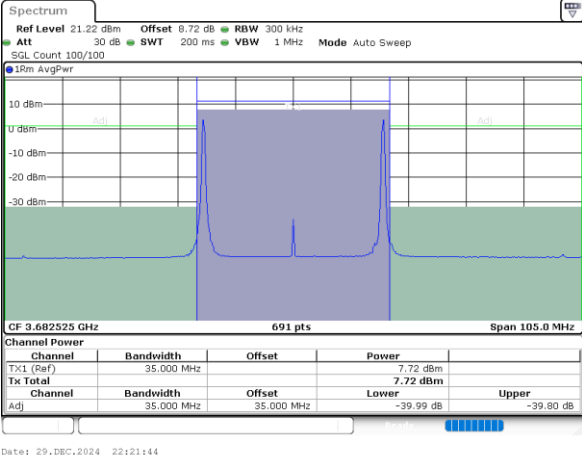 Spectrum
Ref Level 21.22 dBm Offset 8.72 dB RBW 300 kHz
Att 30 dB SWT 200 ms VBW 1 MHz Mode Auto Sweep
SGL Count 100/100
1Rm AvgPwr
10 dBm
Adj Adj
0 dBm
-10 dBm
-20 dBm
-30 dBm
CF 3.682525 GHz 691 pts Span 105.0 MHz
Channel Power
Channel Bandwidth Offset Power
TX1 (Ref) 35.000 MHz 7.72 dBm
Tx Total 7.72 dBm
Channel Bandwidth Offset Lower Upper
Adj 35.000 MHz 35.000 MHz -39.99 dB -39.80 dB
Ready
Date: 29.DEC.2024 22:21:44